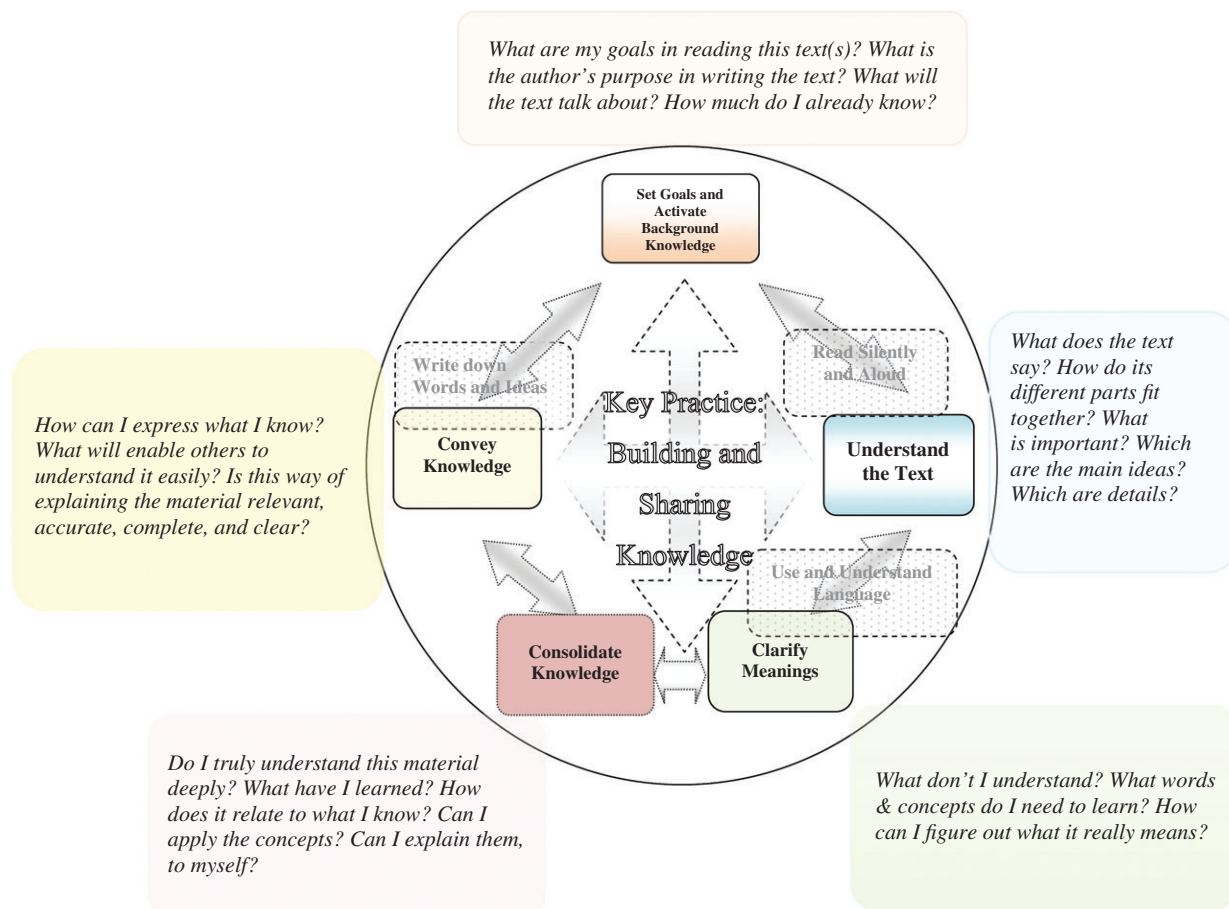 What are my goals in reading this text(s)? What is
the author’s purpose in writing the text? What will
the text talk about? How much do I already know?
Set Goals and
Activate
Background
Knowledge
Write down
Words and Ideas
Read Silently
and Aloud
Key Practice:
Building and
Sharing
Knowledge
Convey
Knowledge
Understand
the Text
How can I express what I know?
What will enable others to
understand it easily? Is this way of
explaining the material relevant,
accurate, complete, and clear?
What does the text
say? How do its
different parts fit
together? What
is important? Which
are the main ideas?
Which are details?
Use and Understand
Language
Consolidate
Knowledge
Clarify
Meanings
Do I truly understand this material
deeply? What have I learned? How
does it relate to what I know? Can I
apply the concepts? Can I explain them,
to myself?
What don’t I understand? What words
& concepts do I need to learn? How
can I figure out what it really means?